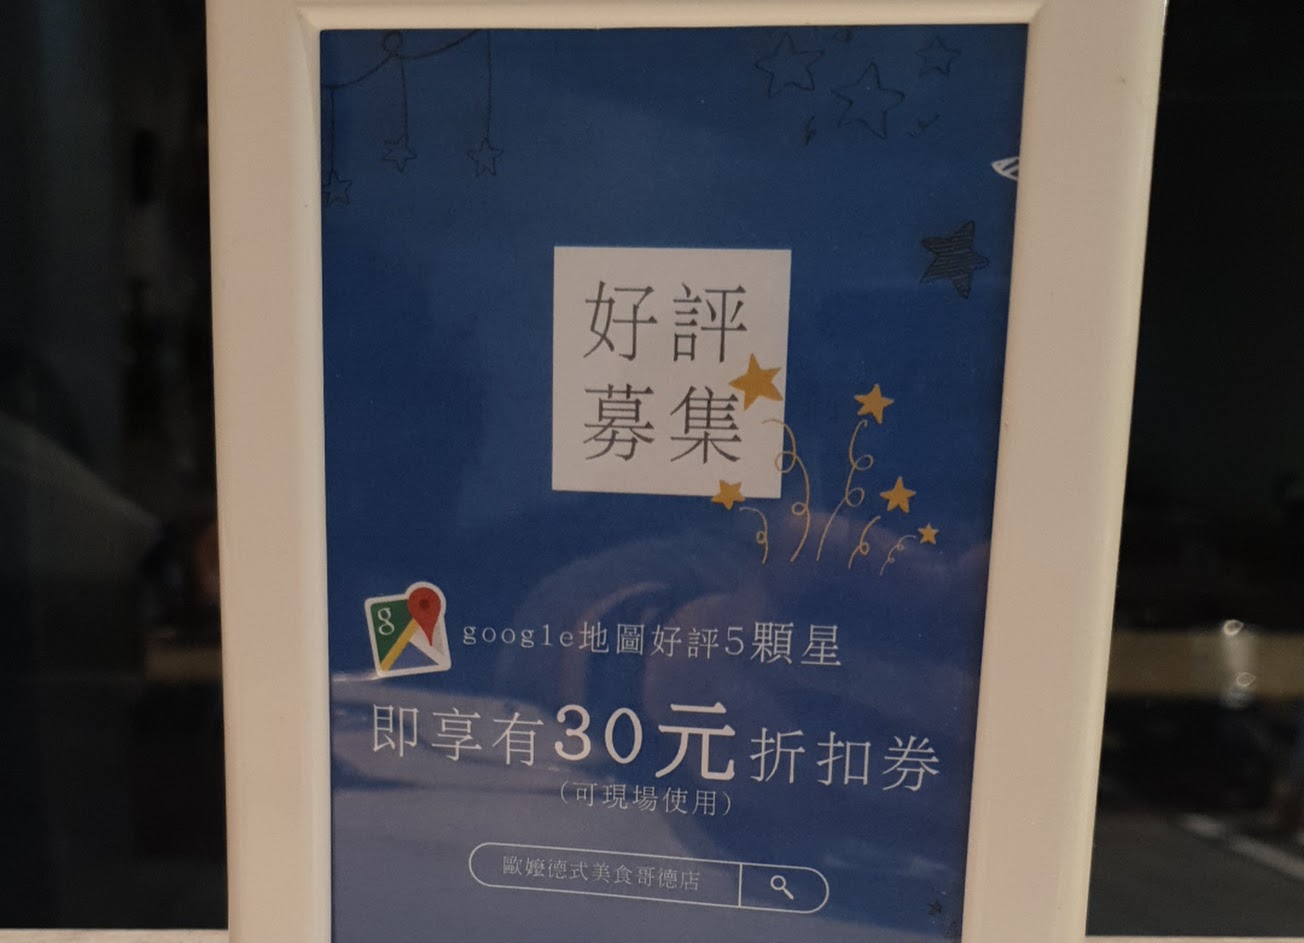 好評
募集
g
google地圖好評5顆星
即享有30元折扣券
(可現場使用)
歐嬤德式美食哥德店